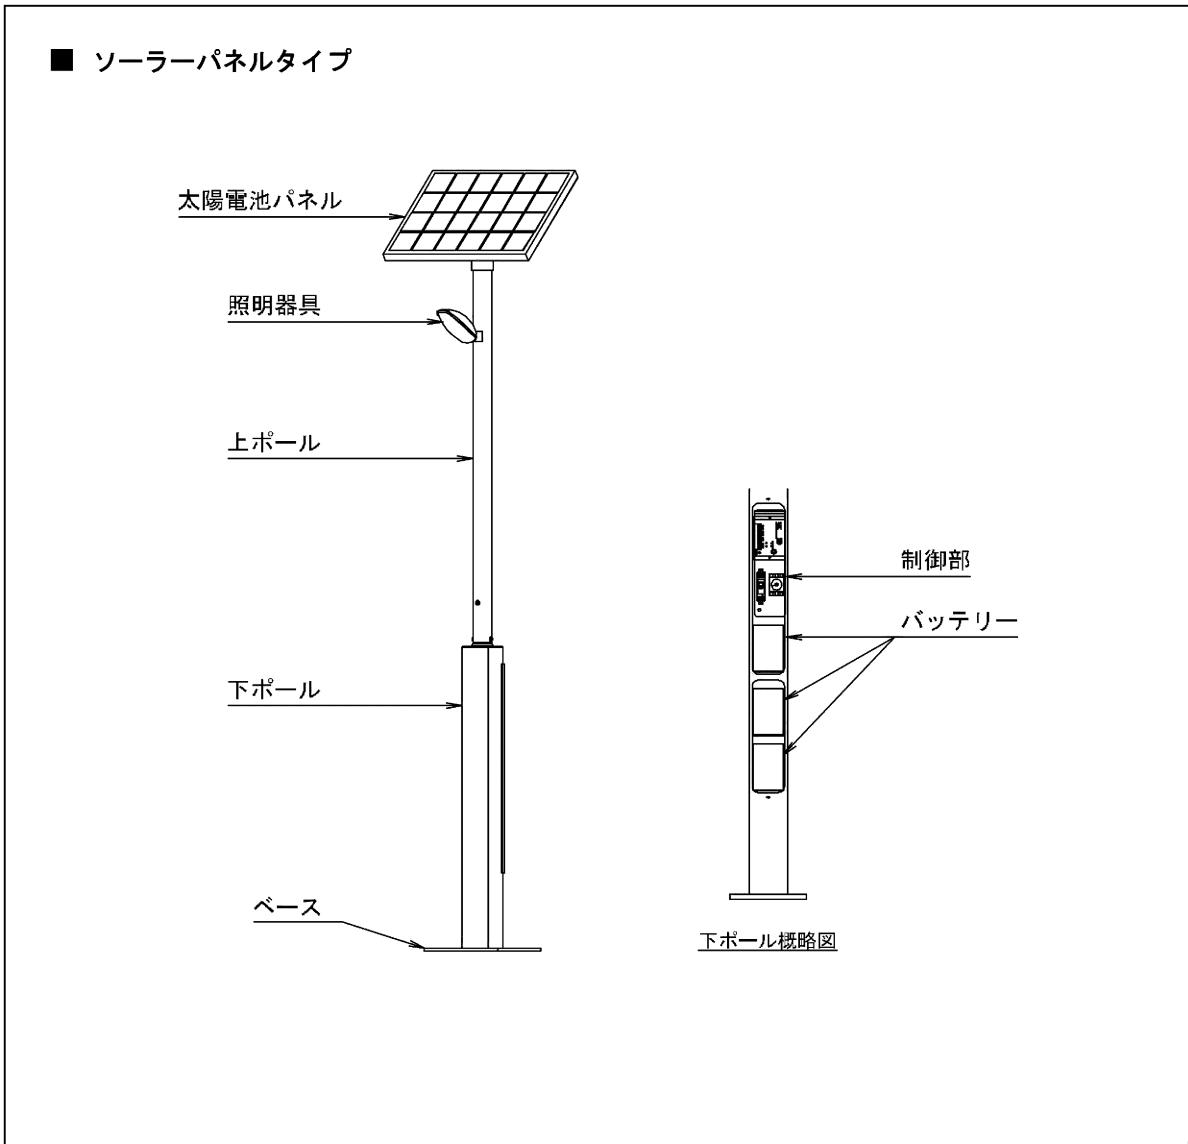 ■ ソーラーパネルタイプ
太陽電池パネル
照明器具
上ポール
下ポール
ベース
制御部
バッテリー
下ポール概略図